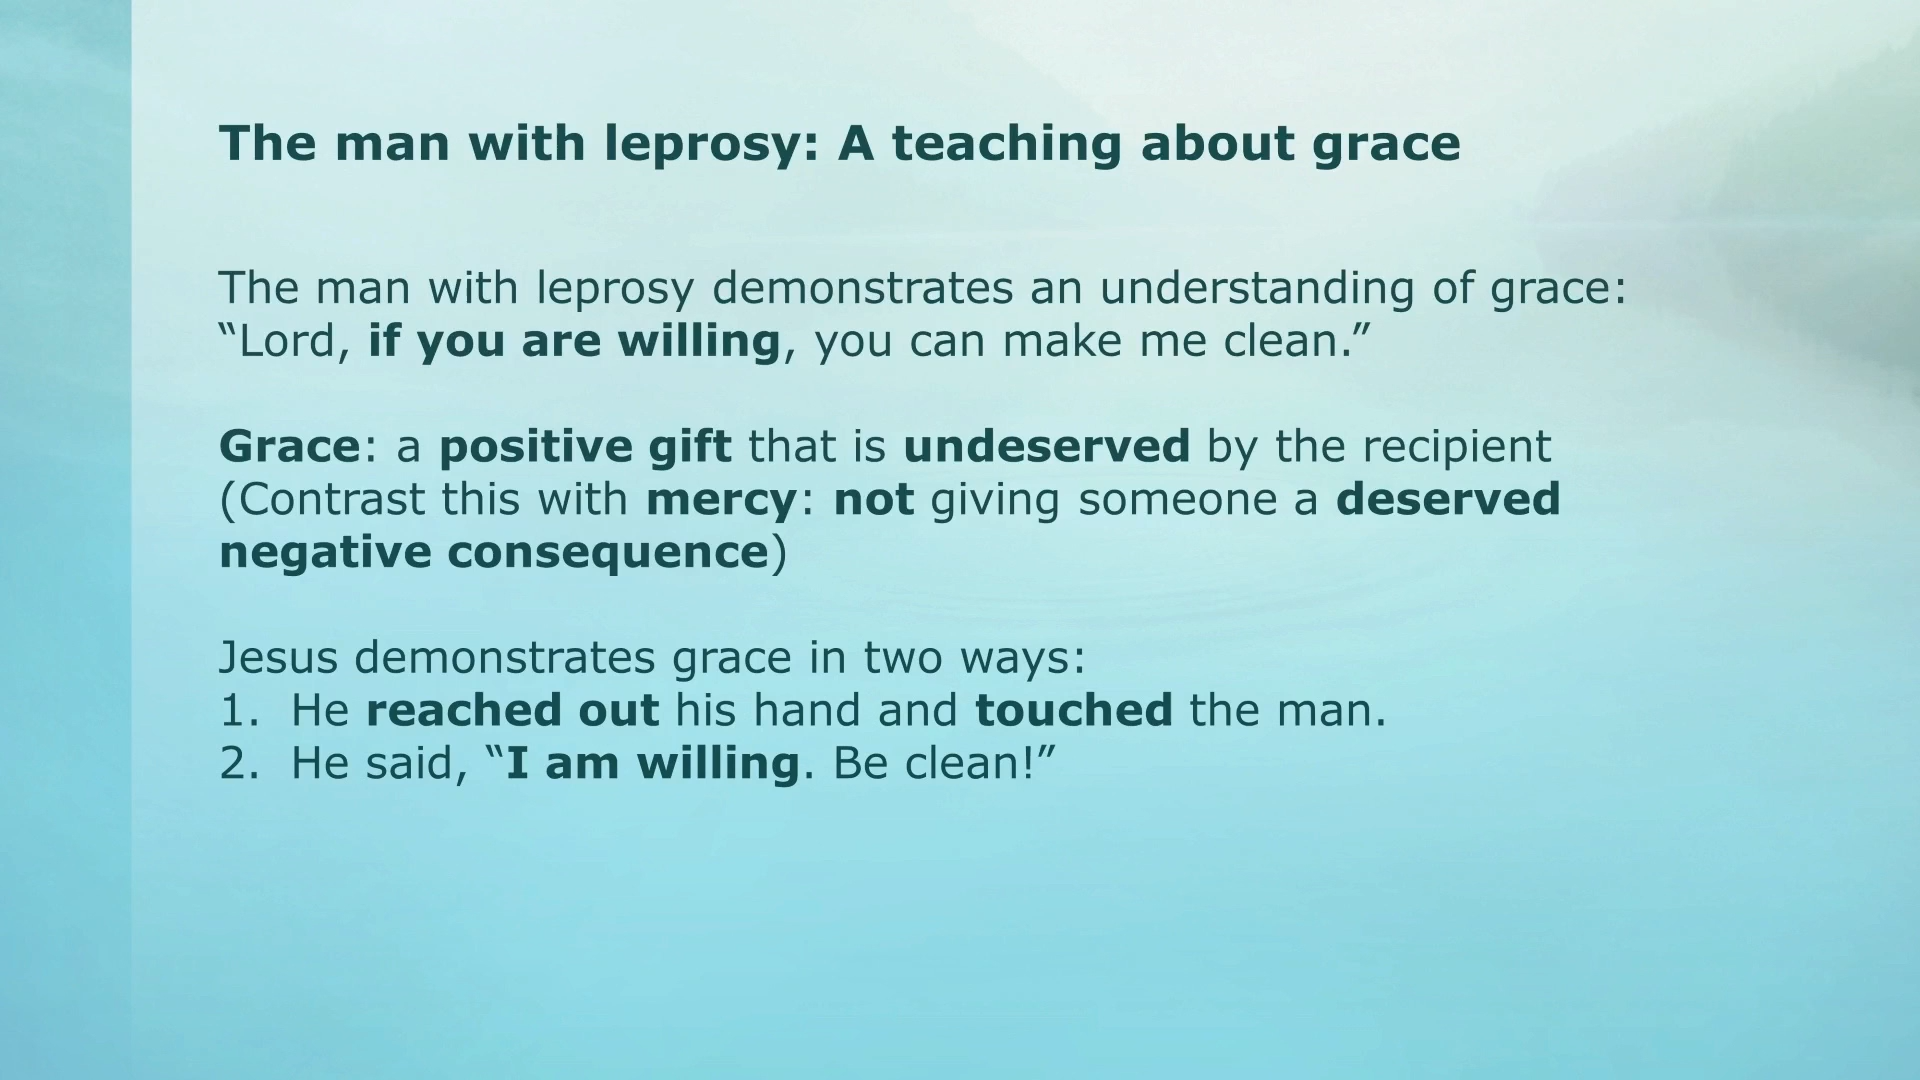 The man with leprosy: A teaching about grace
The man with leprosy demonstrates an understanding of grace:
“Lord, if you are willing, you can make me clean.”
Grace: a positive gift that is undeserved by the recipient
(Contrast this with mercy: not giving someone a deserved
negative consequence)
Jesus demonstrates grace in two ways:
1. He reached out his hand and touched the man.
2. He said, “I am willing. Be clean!”